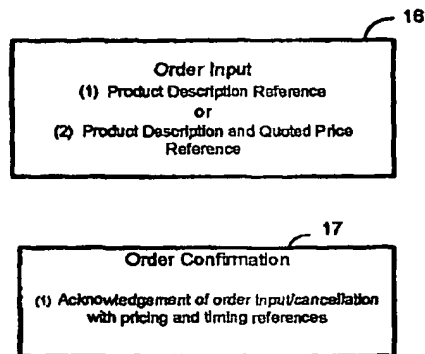 16
Order Input
(1) Product Description Reference
or
(2) Product Description and Quoted Price
Reference
17
Order Confirmation
(1) Acknowledgement of order input/cancellation
with pricing and timing references